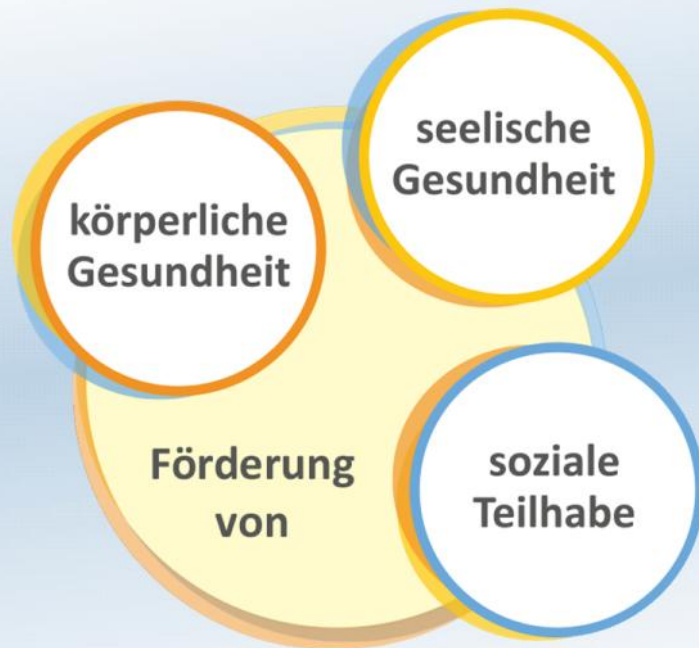 seelische
Gesundheit
körperliche
Gesundheit
Förderung
von
soziale
Teilhabe